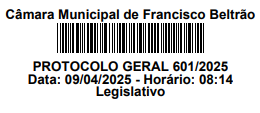 Câmara Municipal de Francisco Beltrão
PROTOCOLO GERAL 601/2025
Data: 09/04/2025 - Horário: 08:14
Legislativo